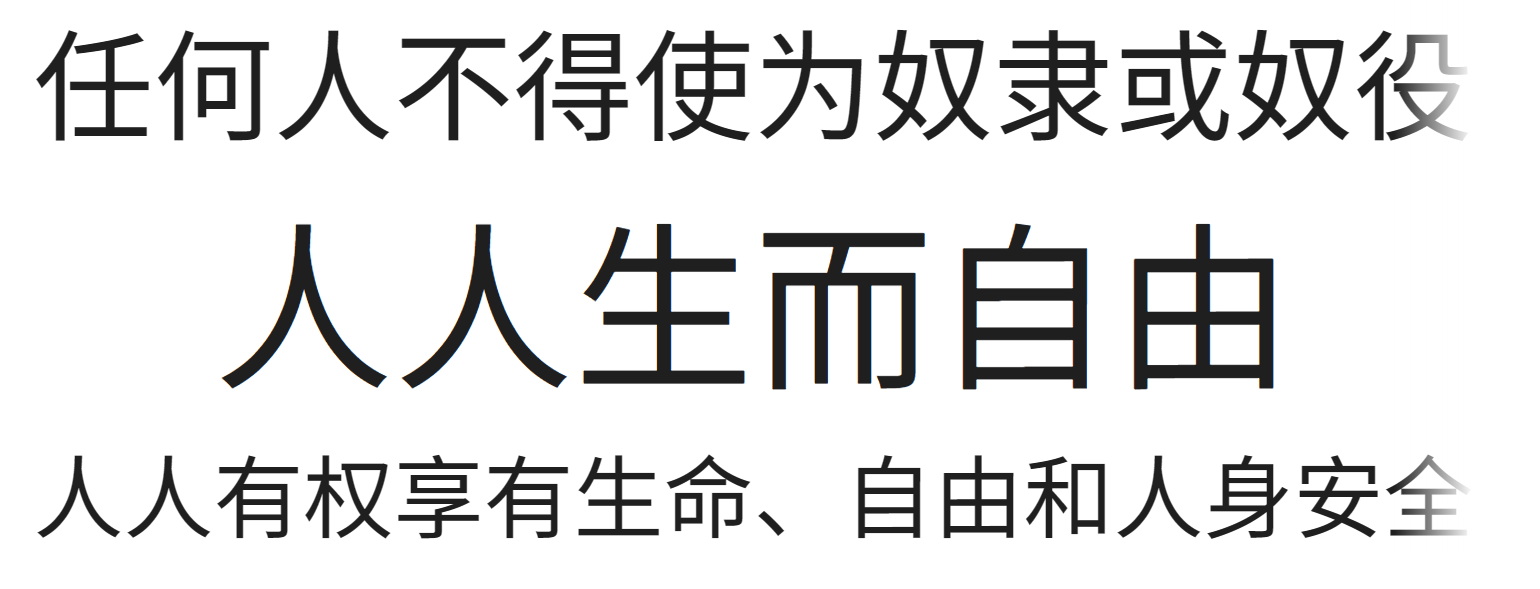 任何人不得使为奴隶或奴役
人人生而自由
人人有权享有生命、自由和人身安全